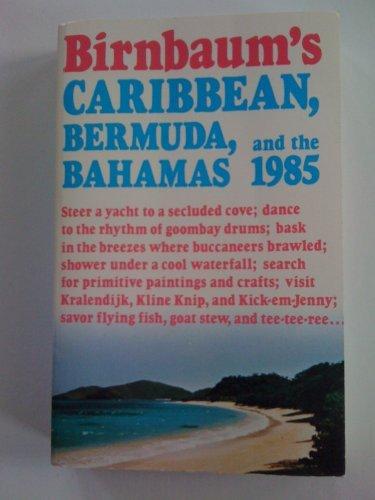 Birnbaum's
CARIBBEAN,
BERMUDA, and the
BAHAMAS 1985
Steer a yacht to a secluded cove; dance
to the rhythm of goombay drums; bask
in the breezes where buccaneers brawled;
shower under a cool waterfall; search
for primitive paintings and crafts; visit
Kralendijk, Kline Knip, and Kick-em-Jenny;
savor flying fish, goat stew, and tee-tee-ree...